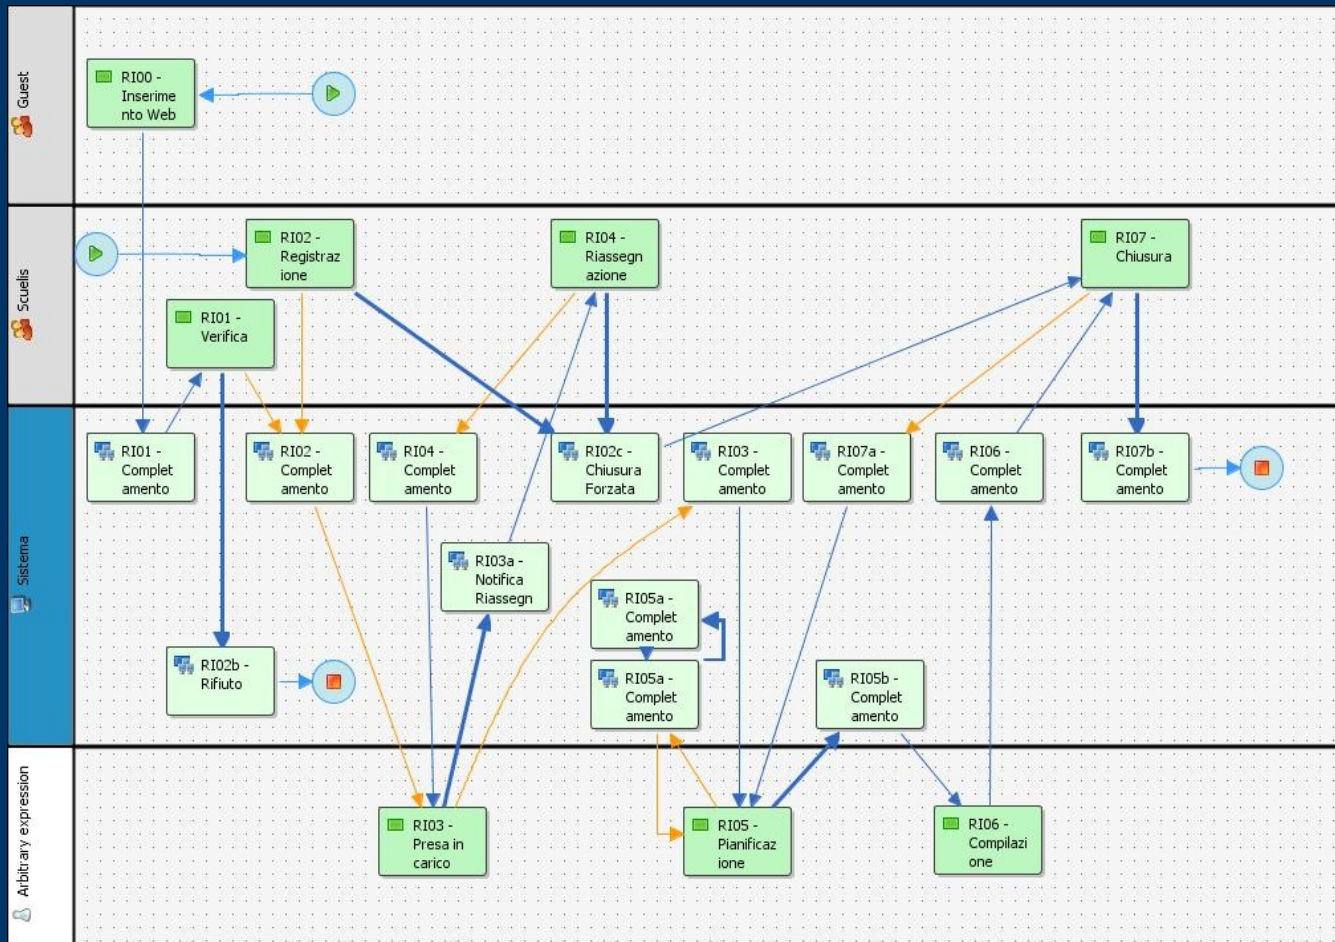 Guest
RI00 -
Inserime
nto Web
Scuelis
RI02 -
Registraz
ione
RI04 -
Riassegn
azione
RI07 -
Chiusura
RI01 -
Verifica
Sistema
RI01 -
Complet
amento
RI02 -
Complet
amento
RI04 -
Complet
amento
RI02c -
Chiusura
Forzata
RI03 -
Complet
amento
RI07a -
Complet
amento
RI06 -
Complet
amento
RI07b -
Complet
amento
RI03a -
Notifica
Riassegn
RI05a -
Complet
amento
RI02b -
Rifiuto
RI05a -
Complet
amento
RI05b -
Complet
amento
Arbitrary expression
RI03 -
Presa in
carico
RI05 -
Pianificaz
ione
RI06 -
Compilazi
one